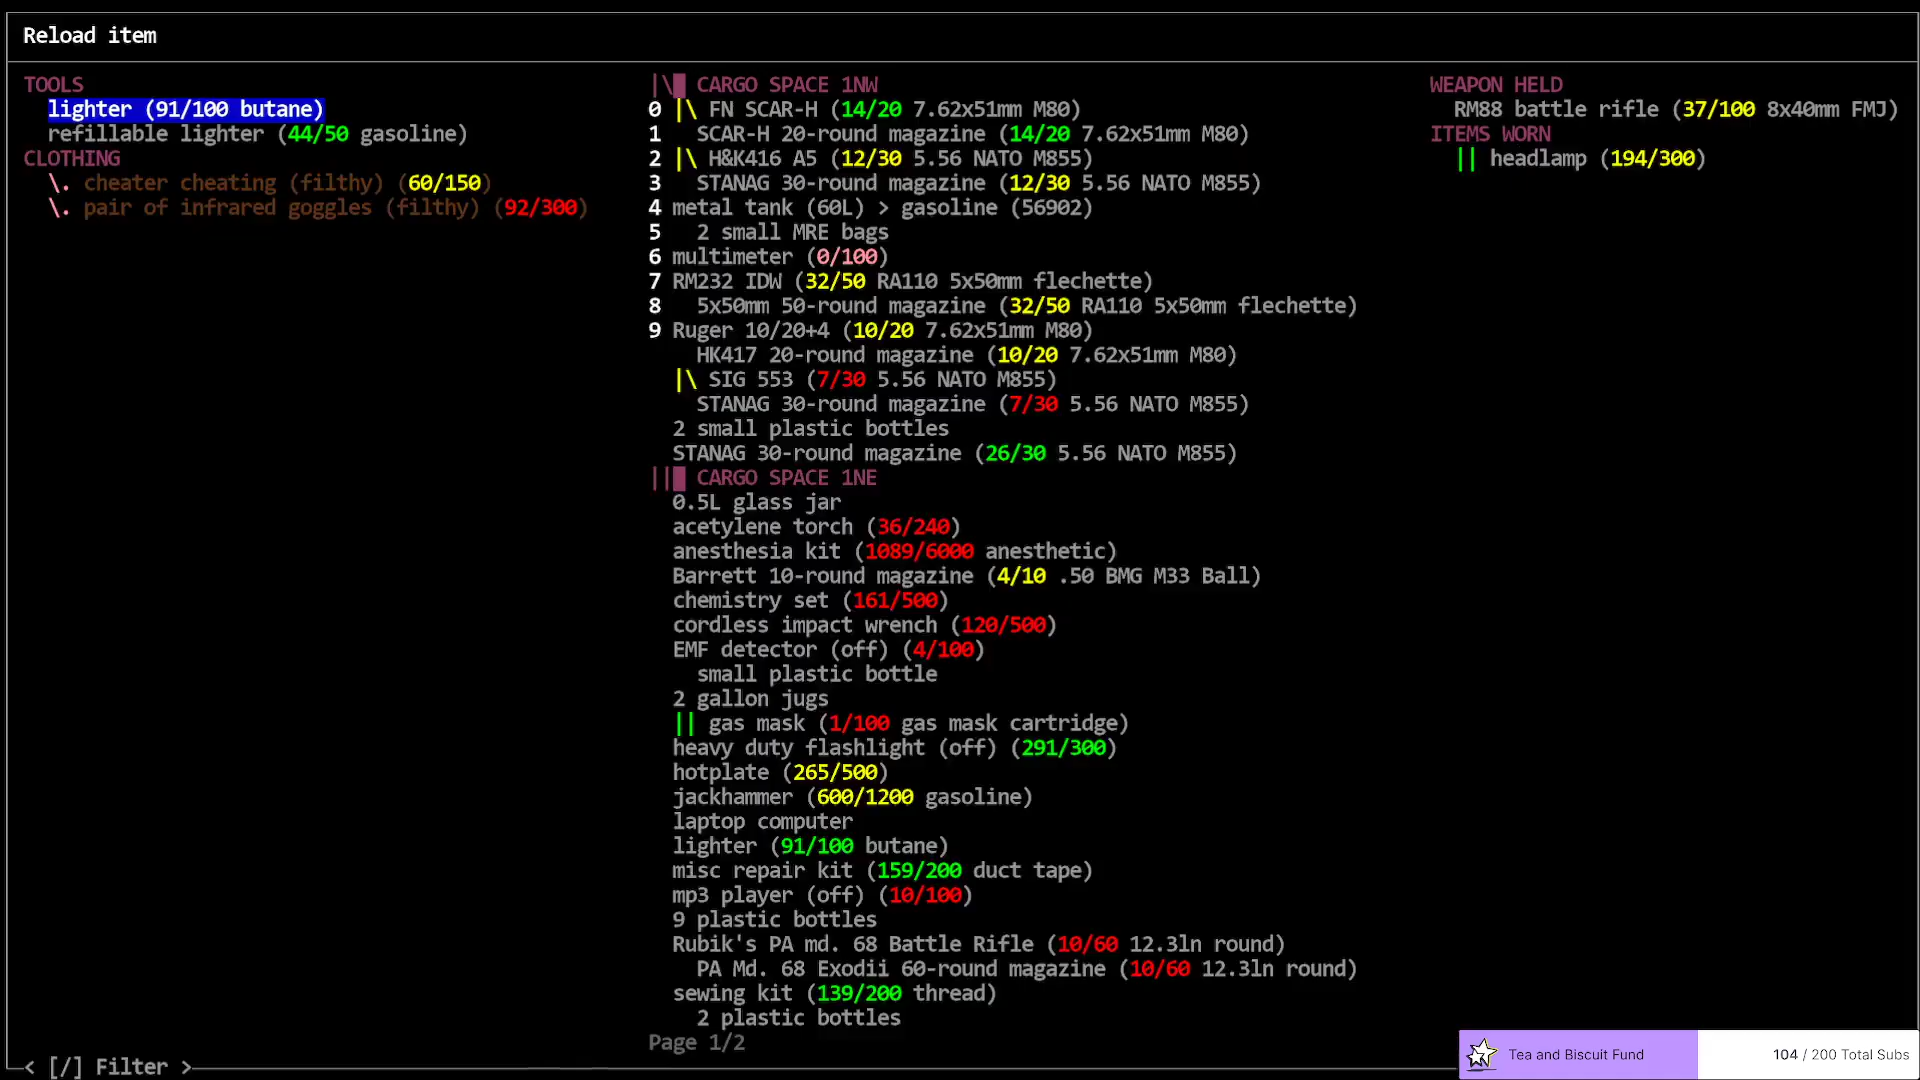 Reload item
TOOLS
lighter (91/100 butane)
refillable lighter (44/50 gasoline)
CLOTHING
\. cheater cheating (filthy) (60/150)
\. pair of infrared goggles (filthy) (92/300)
|\ CARGO SPACE 1NW
0 |\ FN SCAR-H (14/20 7.62x51mm M80)
1 SCAR-H 20-round magazine (14/20 7.62x51mm M80)
2 |\ H&K416 A5 (12/30 5.56 NATO M855)
3 STANAG 30-round magazine (12/30 5.56 NATO M855)
4 metal tank (60L) > gasoline (56902)
5 2 small MRE bags
6 multimeter (0/100)
7 RM232 IDW (32/50 RA110 5x50mm flechette)
8 5x50mm 50-round magazine (32/50 RA110 5x50mm flechette)
9 Ruger 10/20+4 (10/20 7.62x51mm M80)
HK417 20-round magazine (10/20 7.62x51mm M80)
|\ SIG 553 (7/30 5.56 NATO M855)
STANAG 30-round magazine (7/30 5.56 NATO M855)
2 small plastic bottles
STANAG 30-round magazine (26/30 5.56 NATO M855)
|| CARGO SPACE 1NE
0.5L glass jar
acetylene torch (36/240)
anesthesia kit (1089/6000 anesthetic)
Barrett 10-round magazine (4/10 .50 BMG M33 Ball)
chemistry set (161/500)
cordless impact wrench (120/500)
EMF detector (off) (4/100)
small plastic bottle
2 gallon jugs
|| gas mask (1/100 gas mask cartridge)
heavy duty flashlight (off) (291/300)
hotplate (265/500)
jackhammer (600/1200 gasoline)
laptop computer
lighter (91/100 butane)
misc repair kit (159/200 duct tape)
mp3 player (off) (10/100)
9 plastic bottles
Rubik's PA md. 68 Battle Rifle (10/60 12.3ln round)
PA Md. 68 Exodii 60-round magazine (10/60 12.3ln round)
sewing kit (139/200 thread)
2 plastic bottles
Page 1/2
WEAPON HELD
RM88 battle rifle (37/100 8x40mm FMJ)
ITEMS WORN
|| headlamp (194/300)
< [/] Filter >
Tea and Biscuit Fund
104 / 200 Total Subs